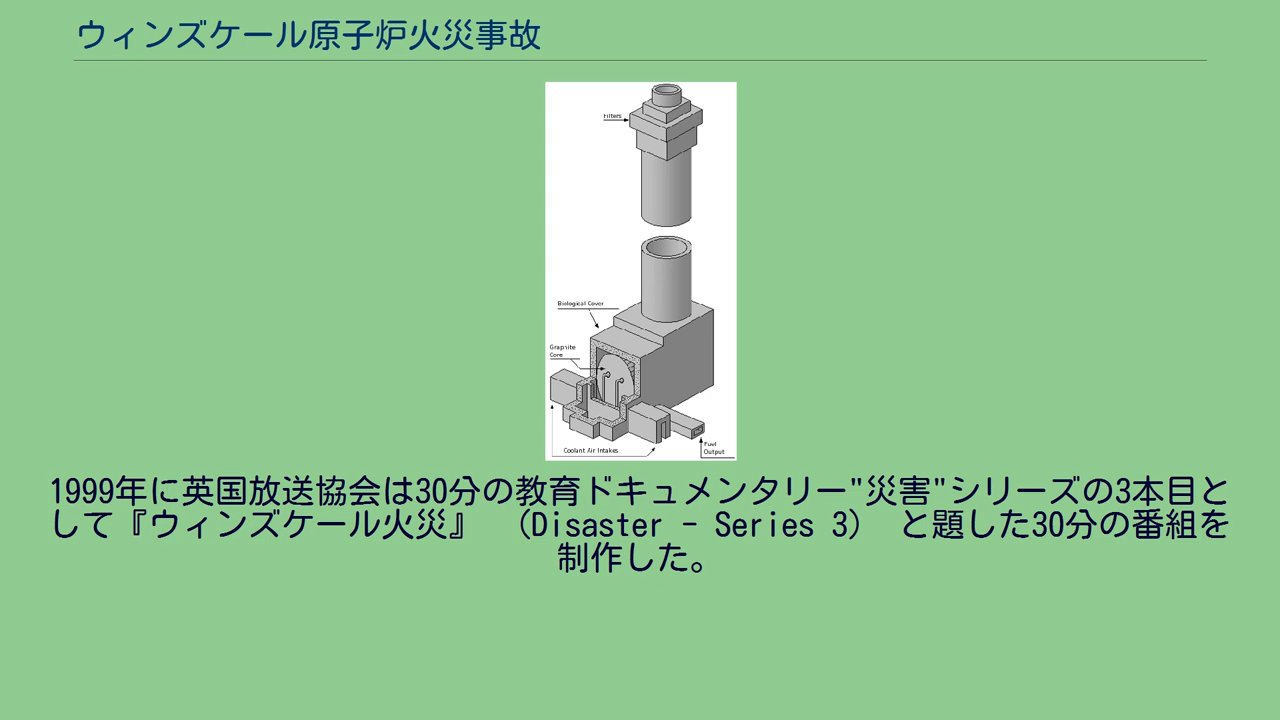 ウィンズケール原子炉火災事故
Filters
Biological Cover
Graphite
Core
Coolant Air Intakes
Fuel
Output
1999年に英国放送協会は30分の教育ドキュメンタリー"災害"シリーズの3本目と
して『ウィンズケール火災』 （Disaster - Series 3） と題した30分の番組を
制作した。